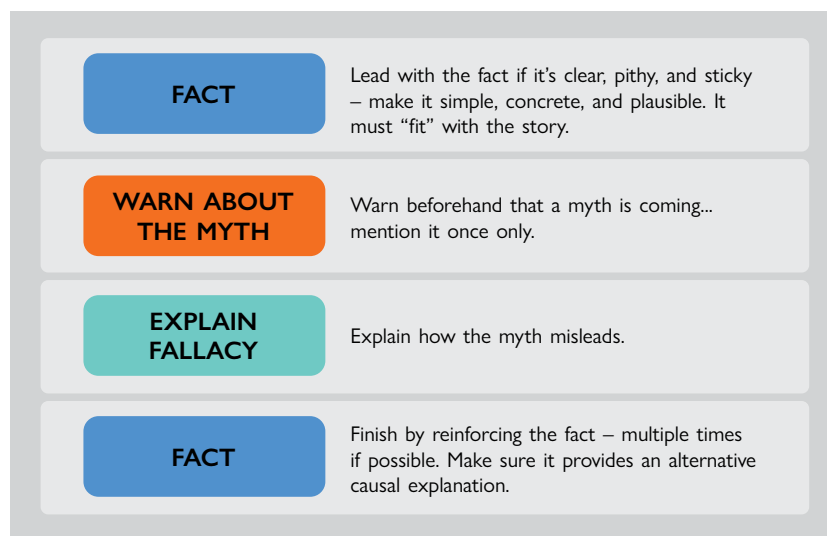 FACT
Lead with the fact if it’s clear, pithy, and sticky
– make it simple, concrete, and plausible. It
must “fit” with the story.
WARN ABOUT
THE MYTH
Warn beforehand that a myth is coming...
mention it once only.
EXPLAIN
FALLACY
Explain how the myth misleads.
FACT
Finish by reinforcing the fact – multiple times
if possible. Make sure it provides an alternative
causal explanation.